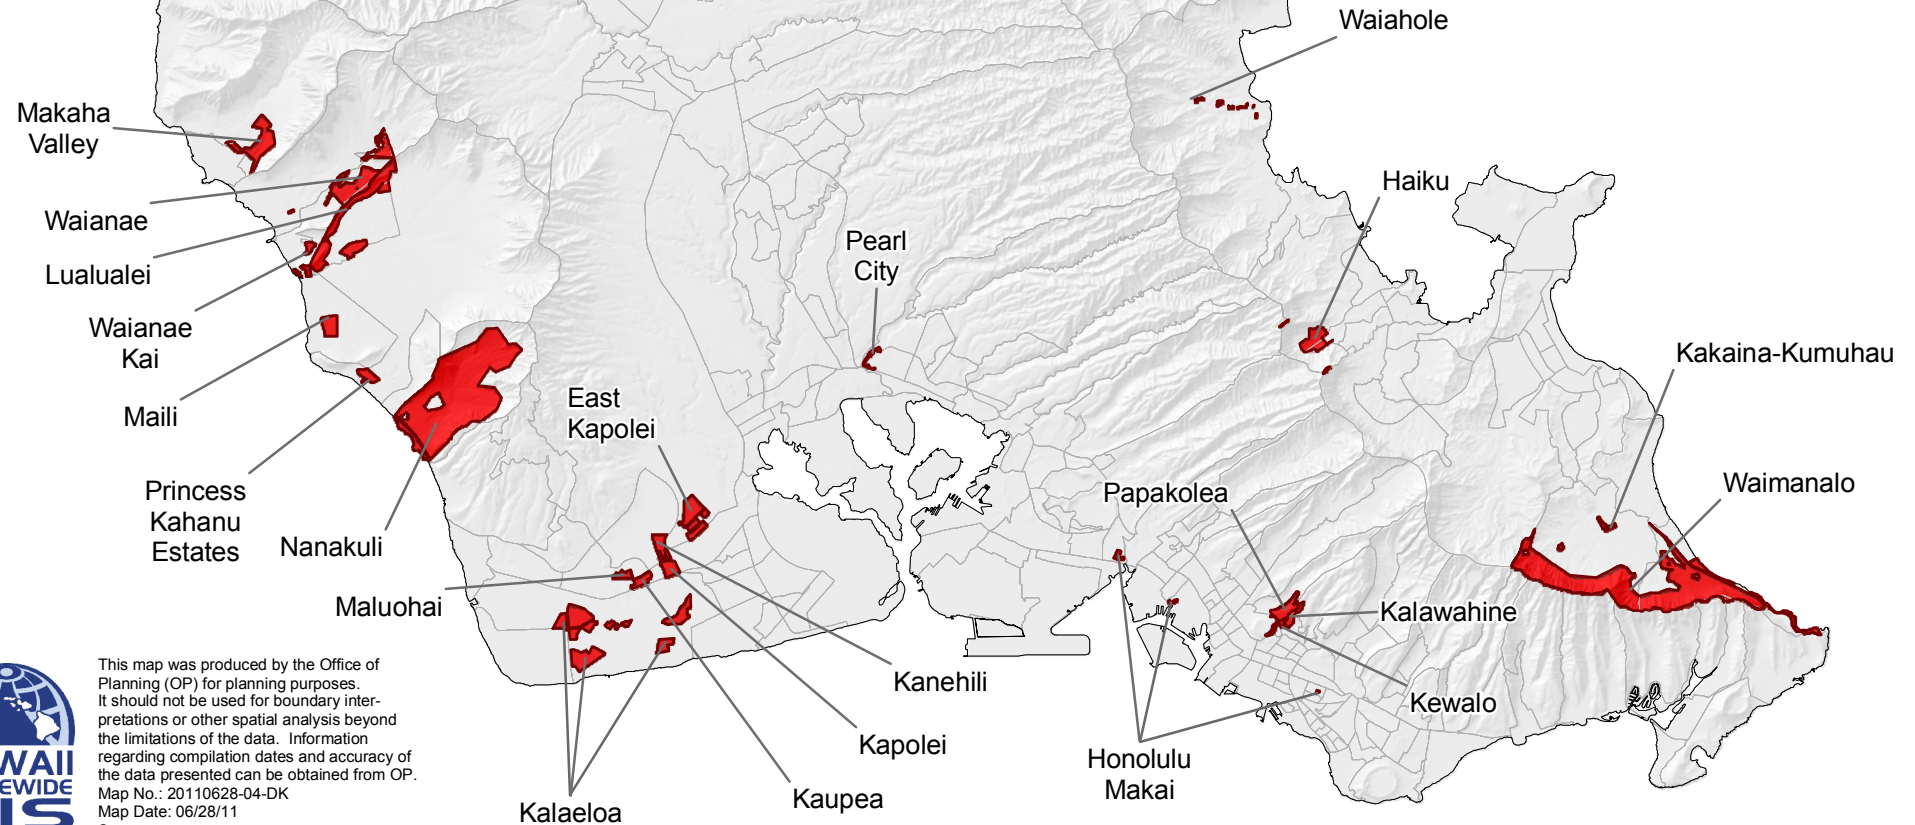 Waiahole
Makaha
Valley
Haiku
Waianae
Pearl
City
Lualualei
Waianae
Kai
Kakaina-Kumuhau
Maili
East
Kapolei
Princess
Kahanu
Estates
Nanakuli
Papakolea
Waimanalo
Maluohai
Kalawahine
Kanehili
Kewalo
Kapolei
Honolulu
Makai
Kaupea
Kalaeloa
This map was produced by the Office of
Planning (OP) for planning purposes.
It should not be used for boundary inter-
pretations or other spatial analysis beyond
the limitations of the data.  Information
regarding compilation dates and accuracy of
the data presented can be obtained from OP.
Map No.: 20110628-04-DK
Map Date: 06/28/11
WAII
EWIDE
IS